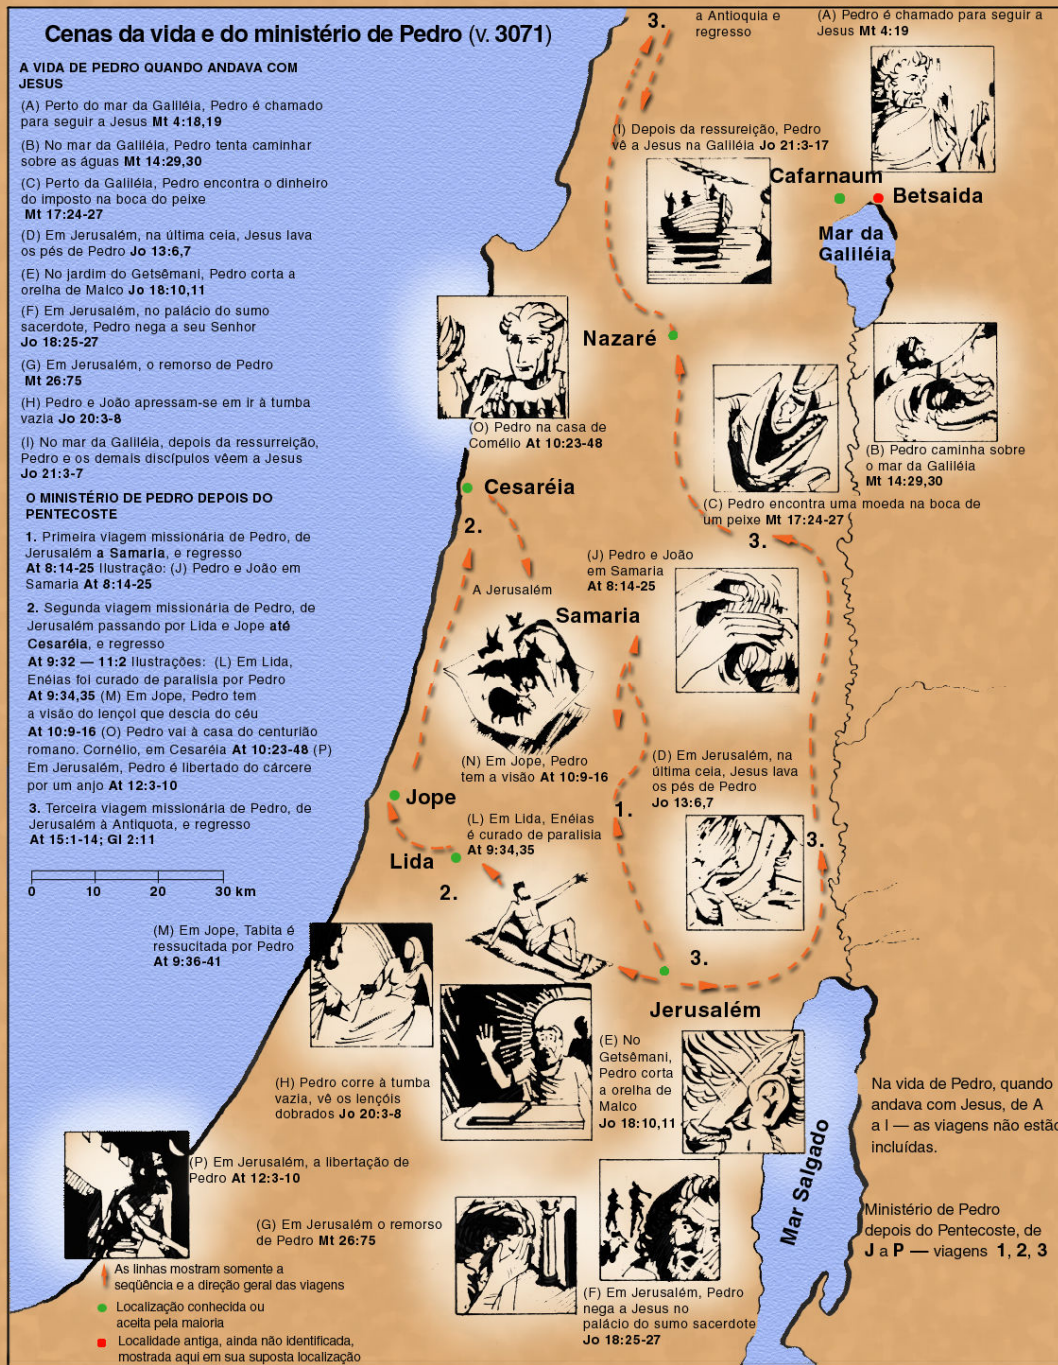 Cenas da vida e do ministério de Pedro (v. 3071)
A VIDA DE PEDRO QUANDO ANDAVA COM
JESUS
(A) Perto do mar da Galiléia, Pedro é chamado
para seguir a Jesus Mt 4:18,19
(B) No mar da Galiléia, Pedro tenta caminhar
sobre as águas Mt 14:29,30
(C) Perto da Galiléia, Pedro encontra o dinheiro
do imposto na boca do peixe
Mt 17:24-27
(D) Em Jerusalém, na última ceia, Jesus lava
os pés de Pedro Jo 13:6,7
(E) No jardim do Getsêmani, Pedro corta a
orelha de Malco Jo 18:10,11
(F) Em Jerusalém, no palácio do sumo
sacerdote, Pedro nega a seu Senhor
Jo 18:25-27
(G) Em Jerusalém, o remorso de Pedro
Mt 26:75
(H) Pedro e João apressam-se em ir à tumba
vazia Jo 20:3-8
(I) No mar da Galiléia, depois da ressurreição,
Pedro e os demais discípulos vêem a Jesus
Jo 21:3-7
O MINISTÉRIO DE PEDRO DEPOIS DO
PENTECOSTE
1. Primeira viagem missionária de Pedro, de
Jerusalém a Samaria, e regresso
At 8:14-25 Ilustração: (J) Pedro e João em
Samaria At 8:14-25
2. Segunda viagem missionária de Pedro, de
Jerusalém passando por Lida e Jope até
Cesaréia, e regresso
At 9:32 — 11:2 Ilustrações: (L) Em Lida,
Enéias foi curado de paralisia por Pedro
At 9:34,35 (M) Em Jope, Pedro tem
a visão do lençol que descia do céu
At 10:9-16 (O) Pedro vai à casa do centurião
romano. Cornélio, em Cesaréia At 10:23-48 (P)
Em Jerusalém, Pedro é libertado do cárcere
por um anjo At 12:3-10
3. Terceira viagem missionária de Pedro, de
Jerusalém à Antiquota, e regresso
At 15:1-14; Gl 2:11
0 10 20 30 km
3.
a Antioquia e
regresso
(A) Pedro é chamado para seguir a
Jesus Mt 4:19
(I) Depois da ressureição, Pedro
vê a Jesus na Galiléia Jo 21:3-17
Cafarnaum
Betsaida
Mar da
Galiléia
Nazaré
(O) Pedro na casa de
Cornélio At 10:23-48
(B) Pedro caminha sobre
o mar da Galiléia
Mt 14:29,30
Cesaréia
(C) Pedro encontra uma moeda na boca de
um peixe Mt 17:24-27
2.
3.
(J) Pedro e João
em Samaria
At 8:14-25
A Jerusalém
Samaria
(N) Em Jope, Pedro
tem a visão At 10:9-16
(D) Em Jerusalém, na
última ceia, Jesus lava
os pés de Pedro
Jo 13:6,7
Jope
1.
(L) Em Lida, Enéias
é curado de paralisia
At 9:34,35
3.
Lida
2.
(M) Em Jope, Tabita é
ressucitada por Pedro
At 9:36-41
3.
Jerusalém
(E) No
Getsêmani,
Pedro corta
a orelha de
Malco
Jo 18:10,11
(H) Pedro corre à tumba
vazia, vê os lençóis
dobrados Jo 20:3-8
Na vida de Pedro, quando
andava com Jesus, de A
a I — as viagens não estão
incluídas.
Mar Salgado
(P) Em Jerusalém, a libertação de
Pedro At 12:3-10
(G) Em Jerusalém o remorso
de Pedro Mt 26:75
Ministério de Pedro
depois do Pentecoste, de
J a P — viagens 1, 2, 3
(F) Em Jerusalém, Pedro
nega a Jesus no
palácio do sumo sacerdote
Jo 18:25-27
As linhas mostram somente a
seqüência e a direção geral das viagens
Localização conhecida ou
aceita pela maioria
Localidade antiga, ainda não identificada,
mostrada aqui em sua suposta localização